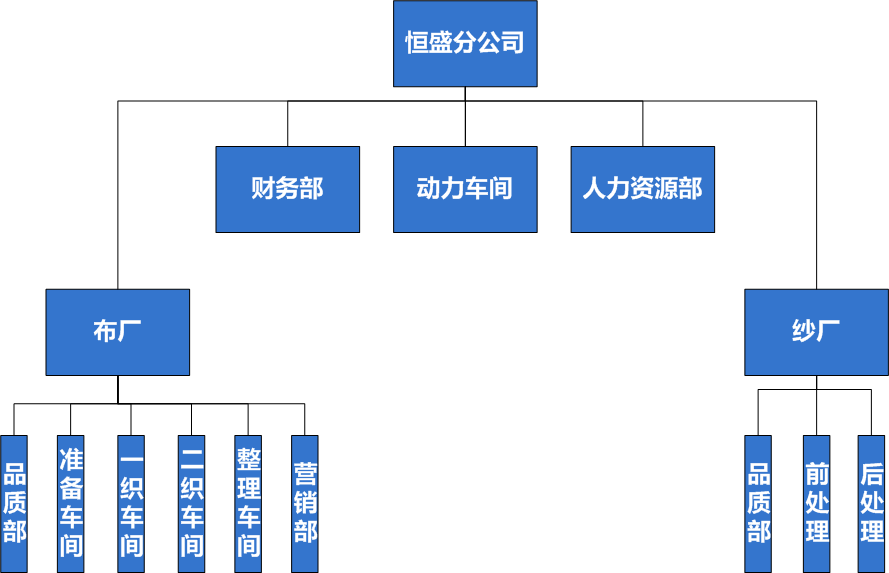 恒盛分公司
财务部
动力车间
人力资源部
布厂
纱厂
品质部
准备车间
一织车间
二织车间
整理车间
营销部
品质部
前处理
后处理